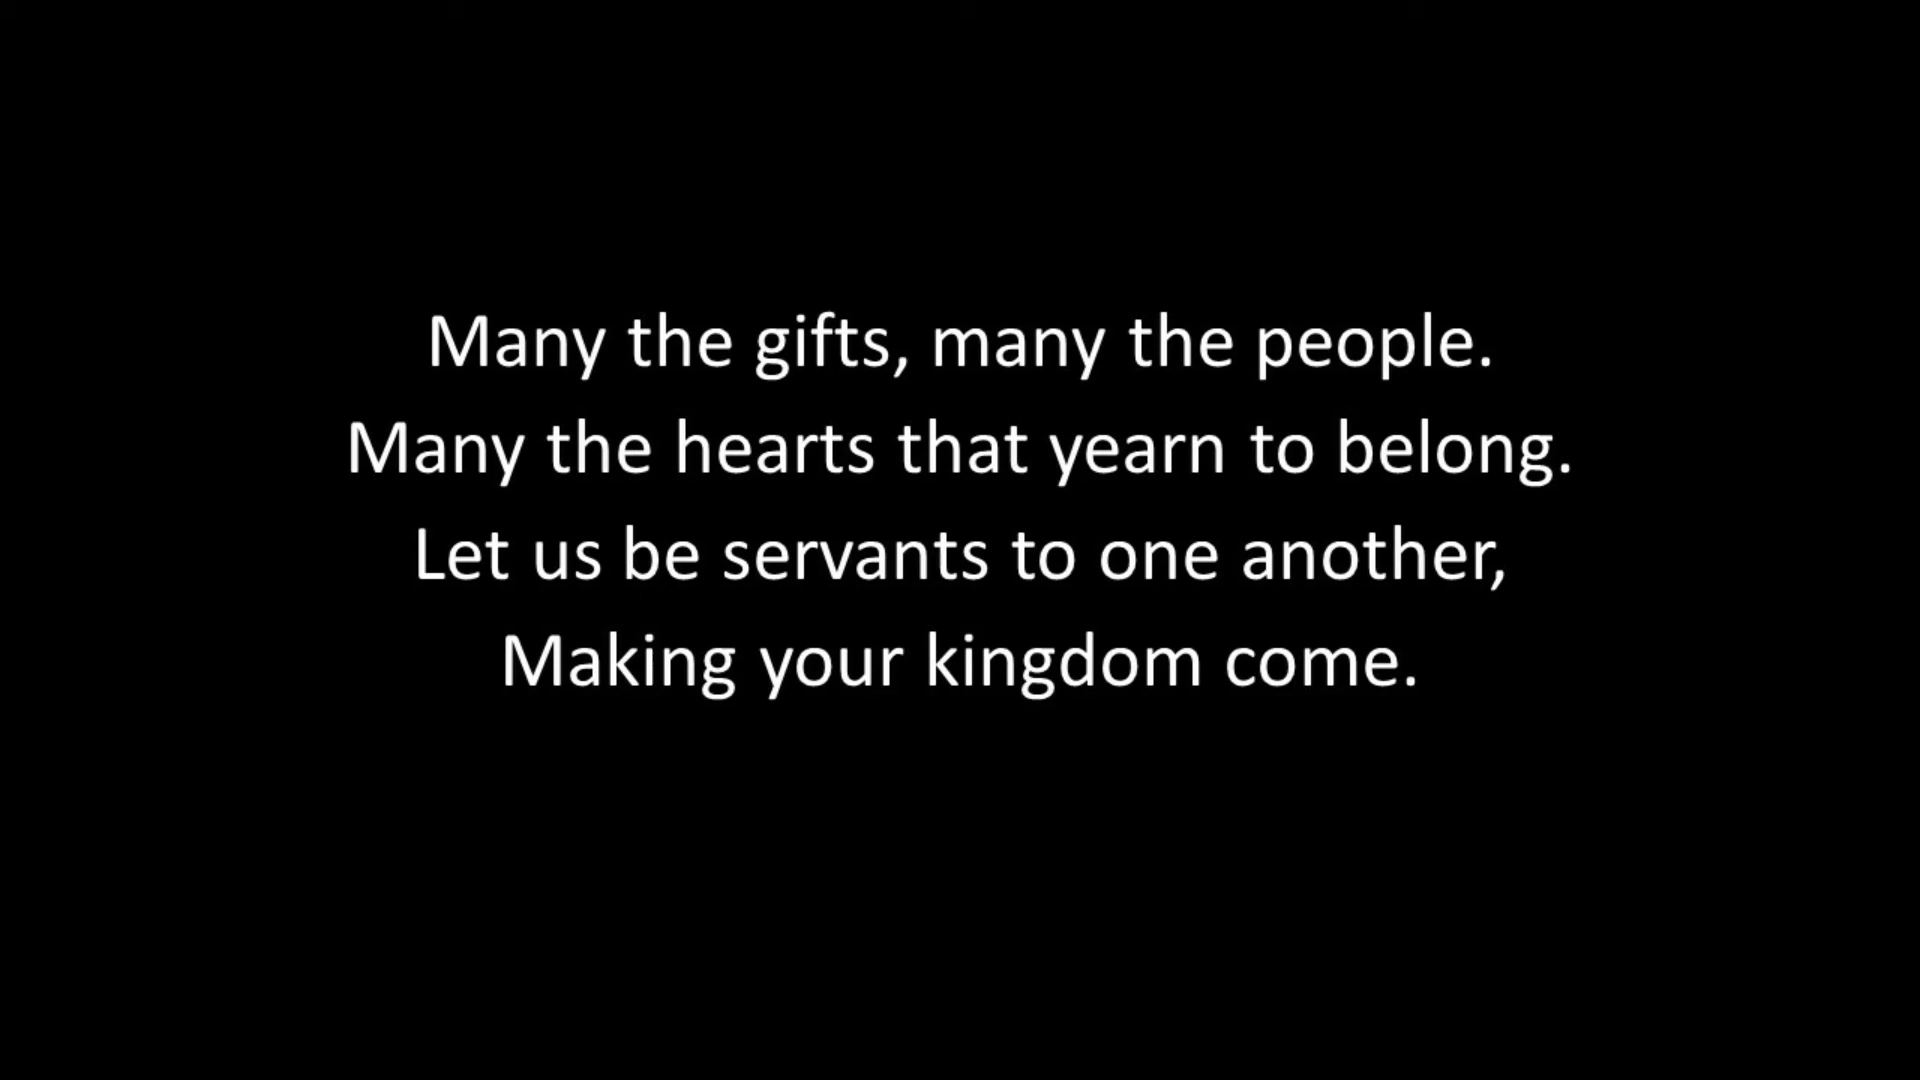 Many the gifts, many the people.
Many the hearts that yearn to belong.
Let us be servants to one another,
Making your kingdom come.